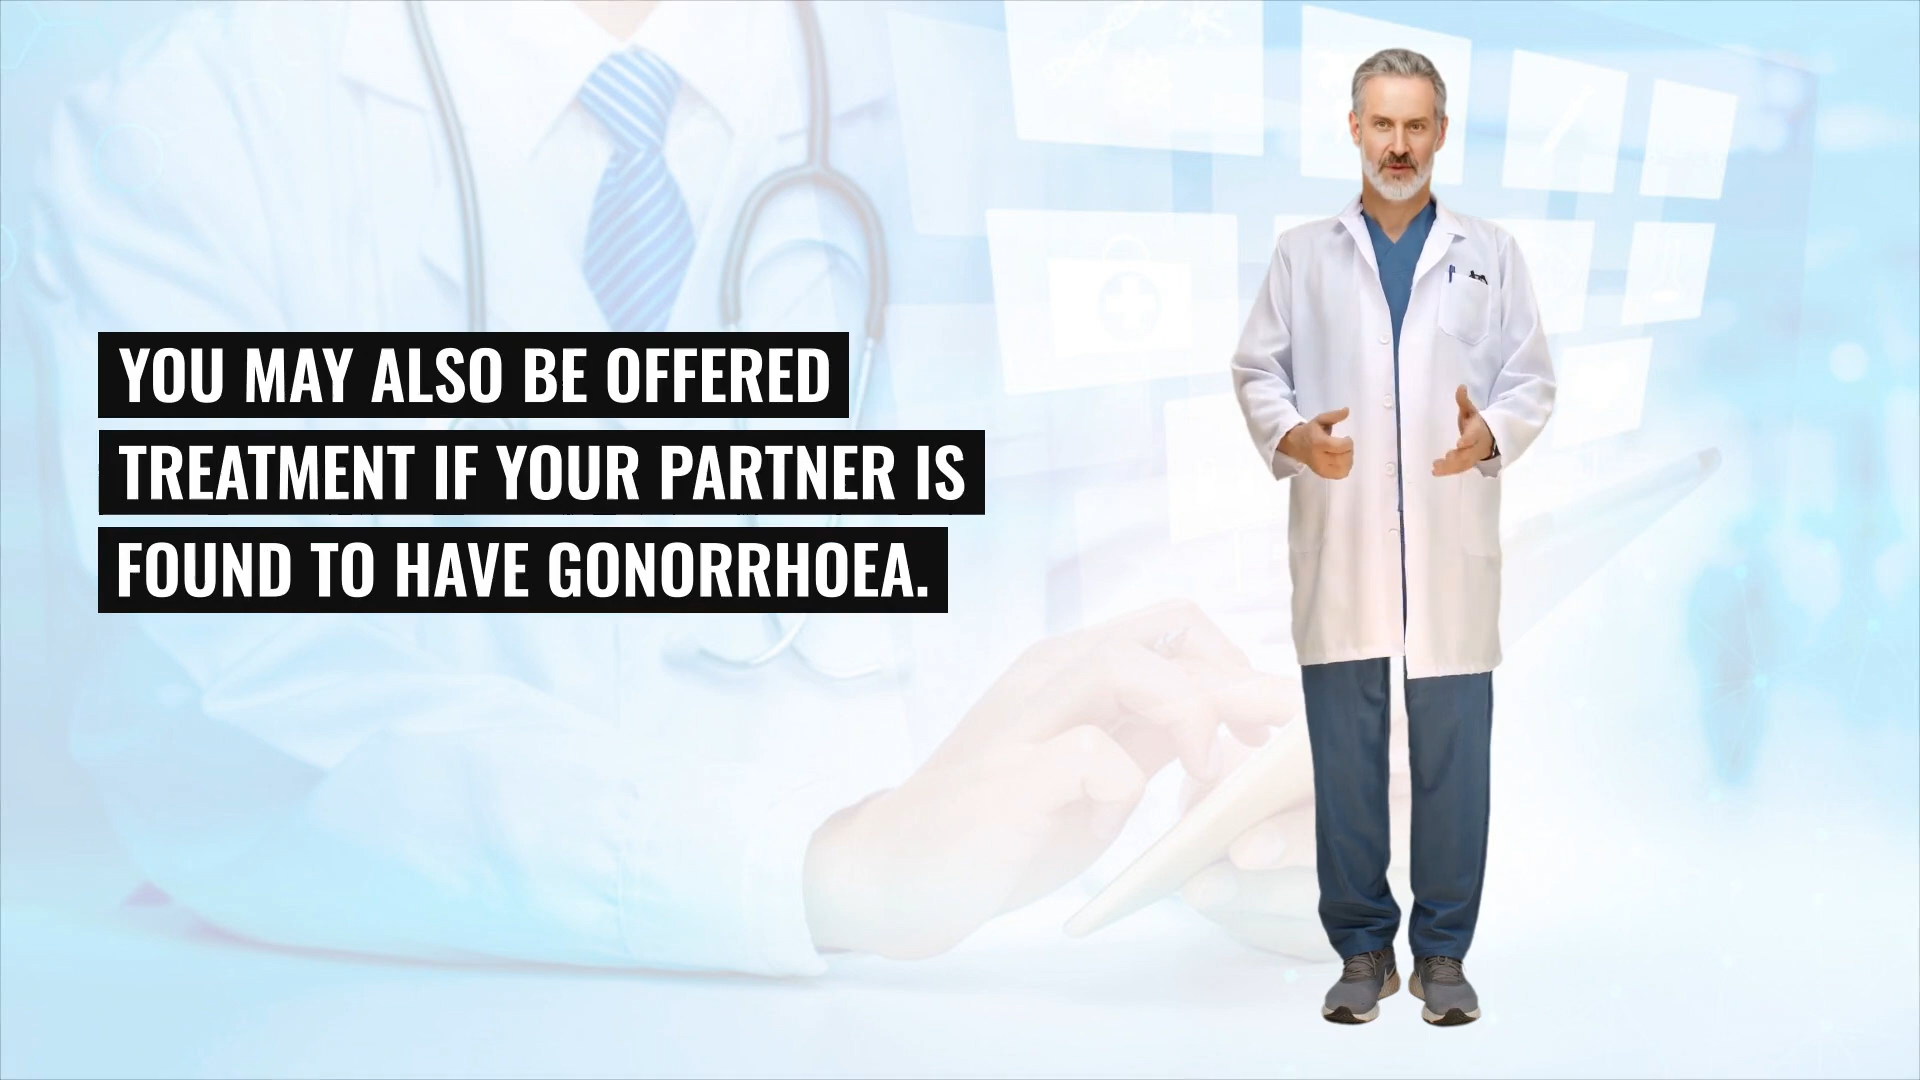 YOU MAY ALSO BE OFFERED
TREATMENT IF YOUR PARTNER IS
FOUND TO HAVE GONORRHOEA.